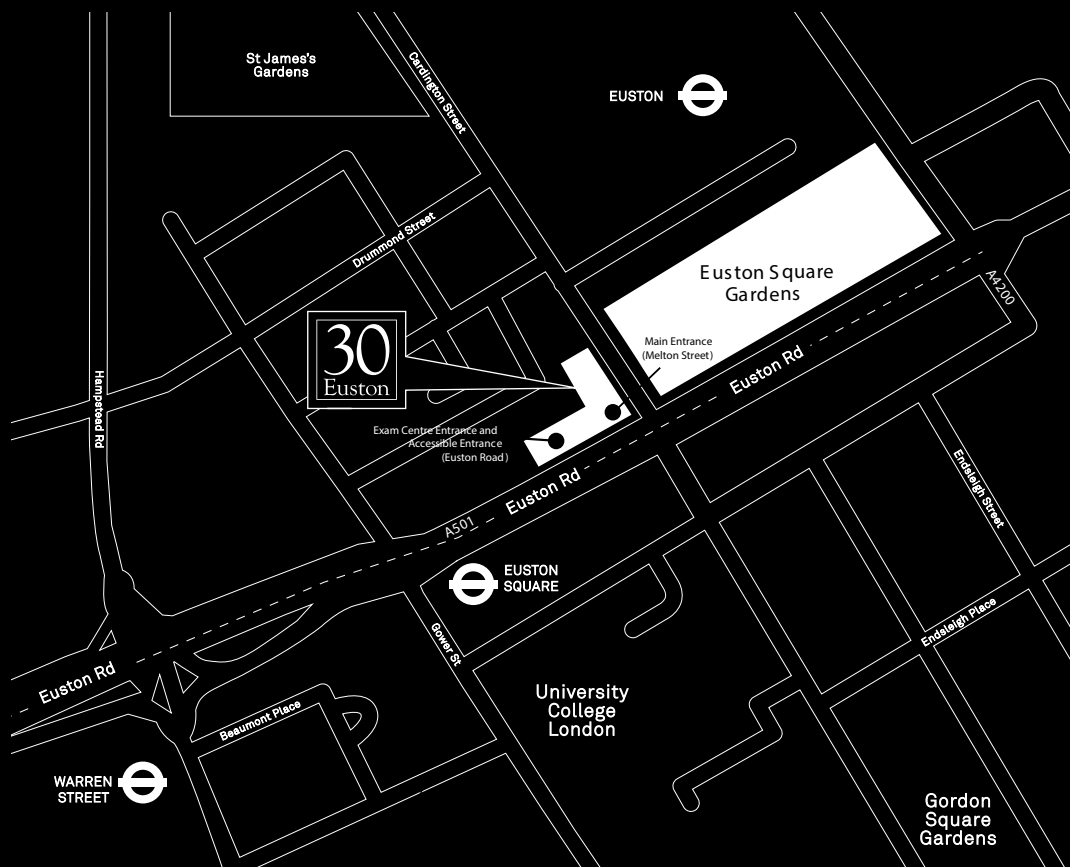 St James's
Gardens
Cardington Street
EUSTON
Drummond Street
Euston Square
Gardens
A4200
30
Euston
Main Entrance
(Melton Street)
Euston Rd
Hampstead Rd
Exam Centre Entrance and
Accessible Entrance
(Euston Road)
Euston Rd
A501
Endsleigh Street
EUSTON
SQUARE
Endsleigh Place
Gower St
Euston Rd
University
College
London
Beaumont Place
WARREN
STREET
Gordon
Square
Gardens